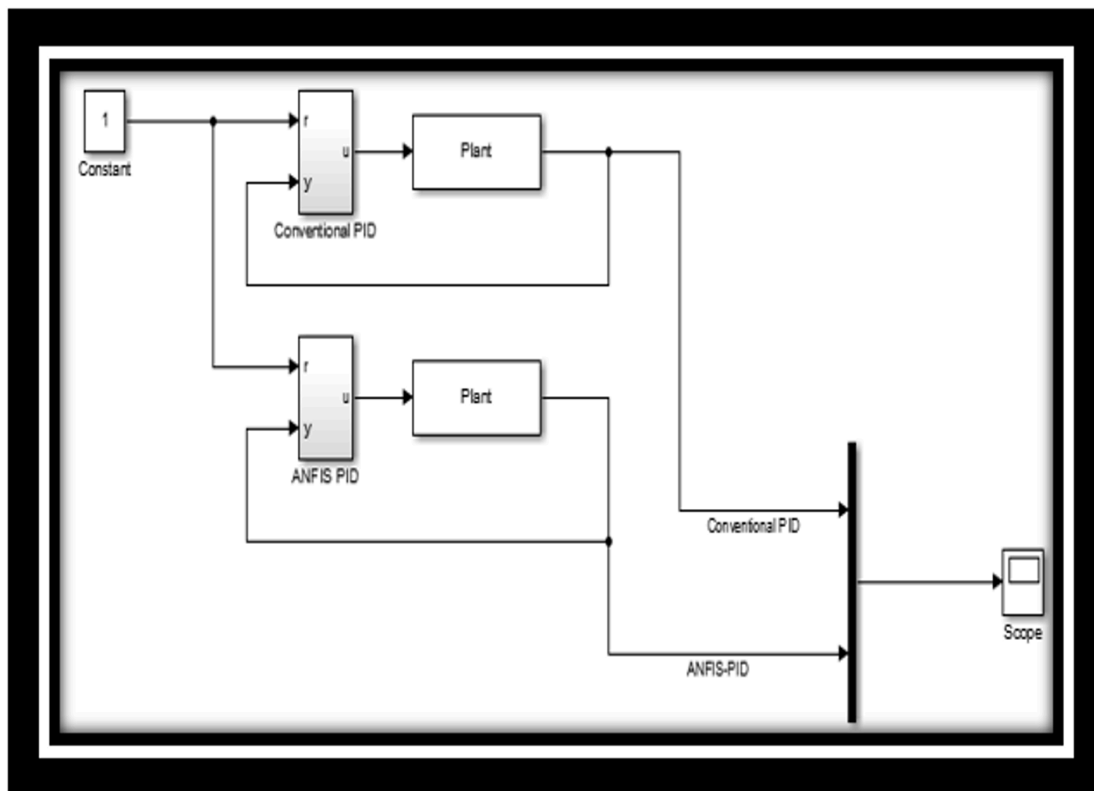 1
Constant
r
u
y
Conventional PID
Plant
r
u
y
ANFIS PID
Plant
Conventional PID
ANFIS-PID
Scope